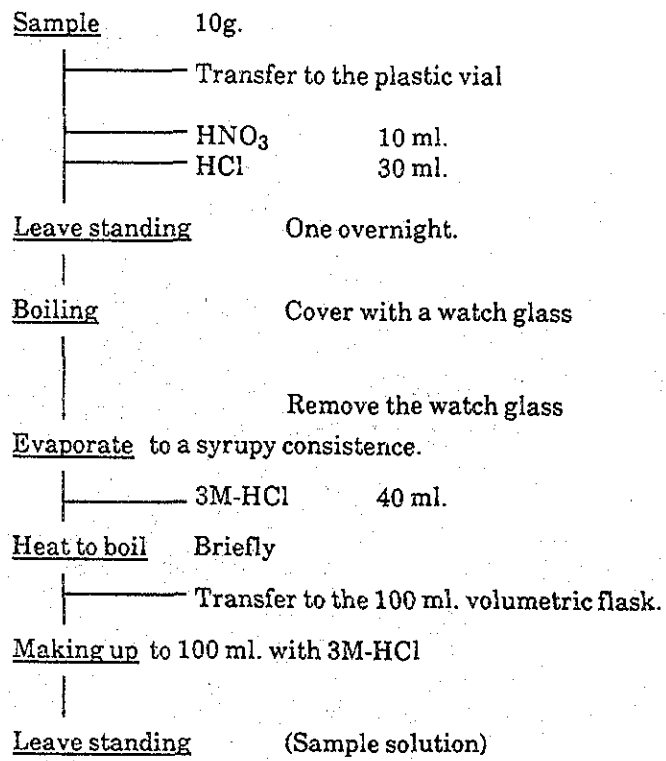 Sample 10g.
Transfer to the plastic vial
HNO₃ 10 ml.
HCl 30 ml.
Leave standing One overnight.
Boiling Cover with a watch glass
Remove the watch glass
Evaporate to a syrupy consistence.
3M-HCl 40 ml.
Heat to boil Briefly
Transfer to the 100 ml. volumetric flask.
Making up to 100 ml. with 3M-HCl
Leave standing (Sample solution)